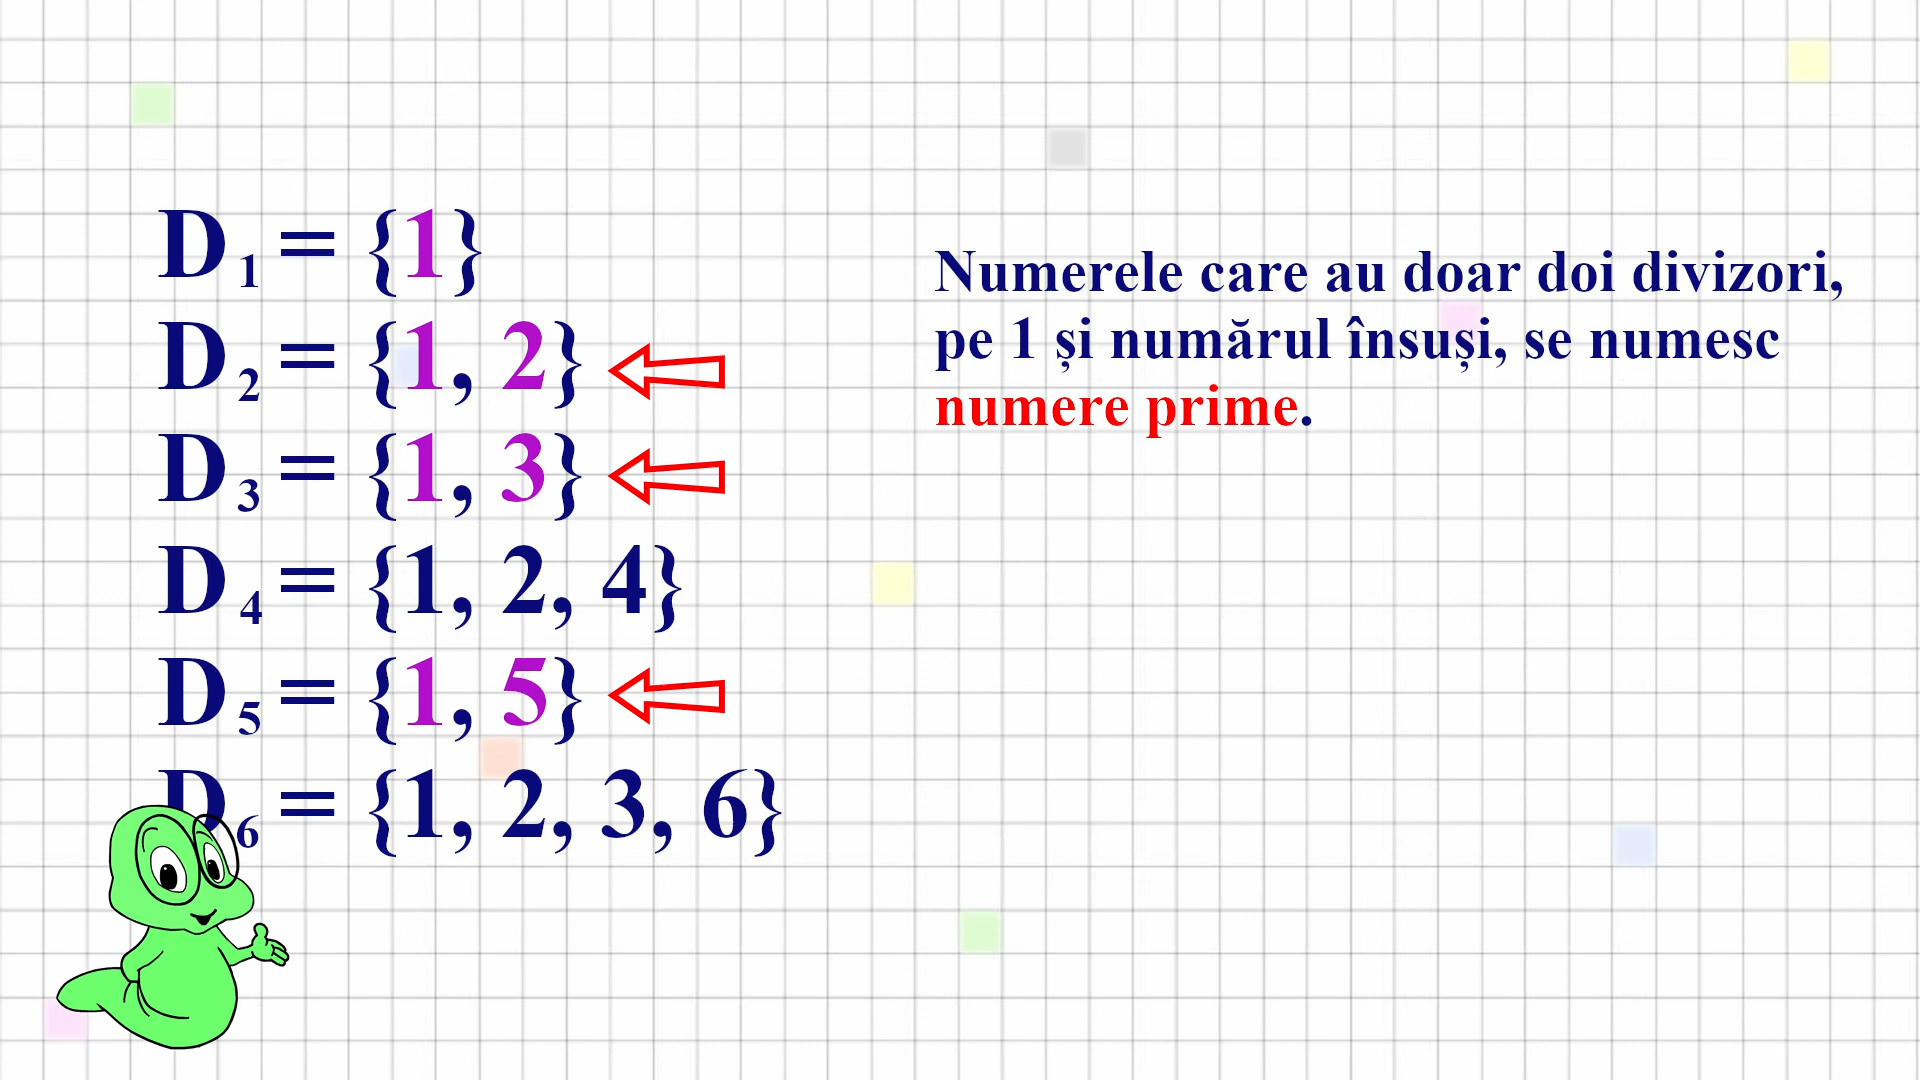 D₁ = {1}
D₂ = {1, 2}
D₃ = {1, 3}
D₄ = {1, 2, 4}
D₅ = {1, 5}
D₆ = {1, 2, 3, 6}
Numerele care au doar doi divizori,
pe 1 și numărul însuși, se numesc
numere prime.